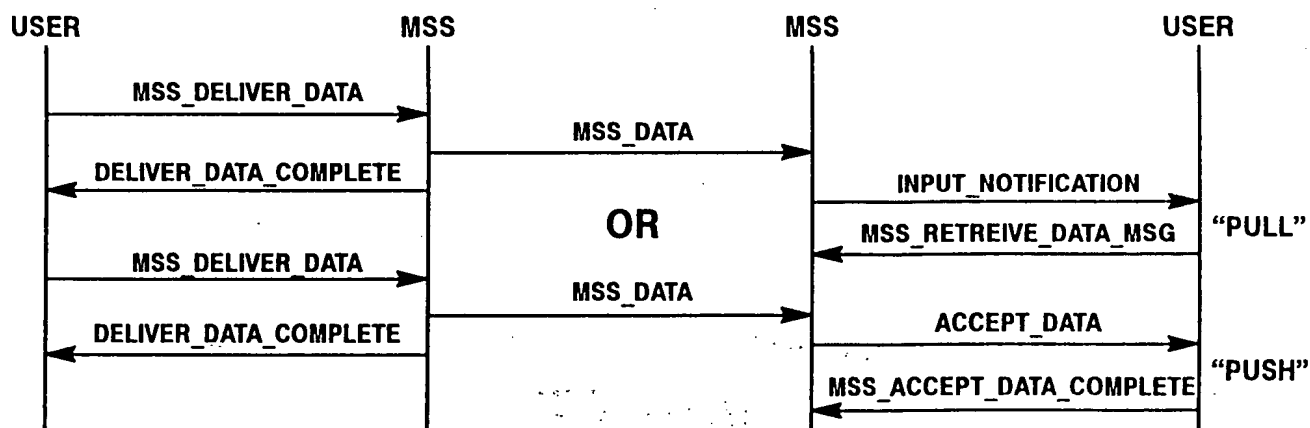 USER MSS MSS USER
MSS_DELIVER_DATA
MSS_DATA
DELIVER_DATA_COMPLETE
INPUT_NOTIFICATION
OR
MSS_RETREIVE_DATA_MSG
“PULL”
MSS_DELIVER_DATA
MSS_DATA
DELIVER_DATA_COMPLETE
ACCEPT_DATA
“PUSH”
MSS_ACCEPT_DATA_COMPLETE